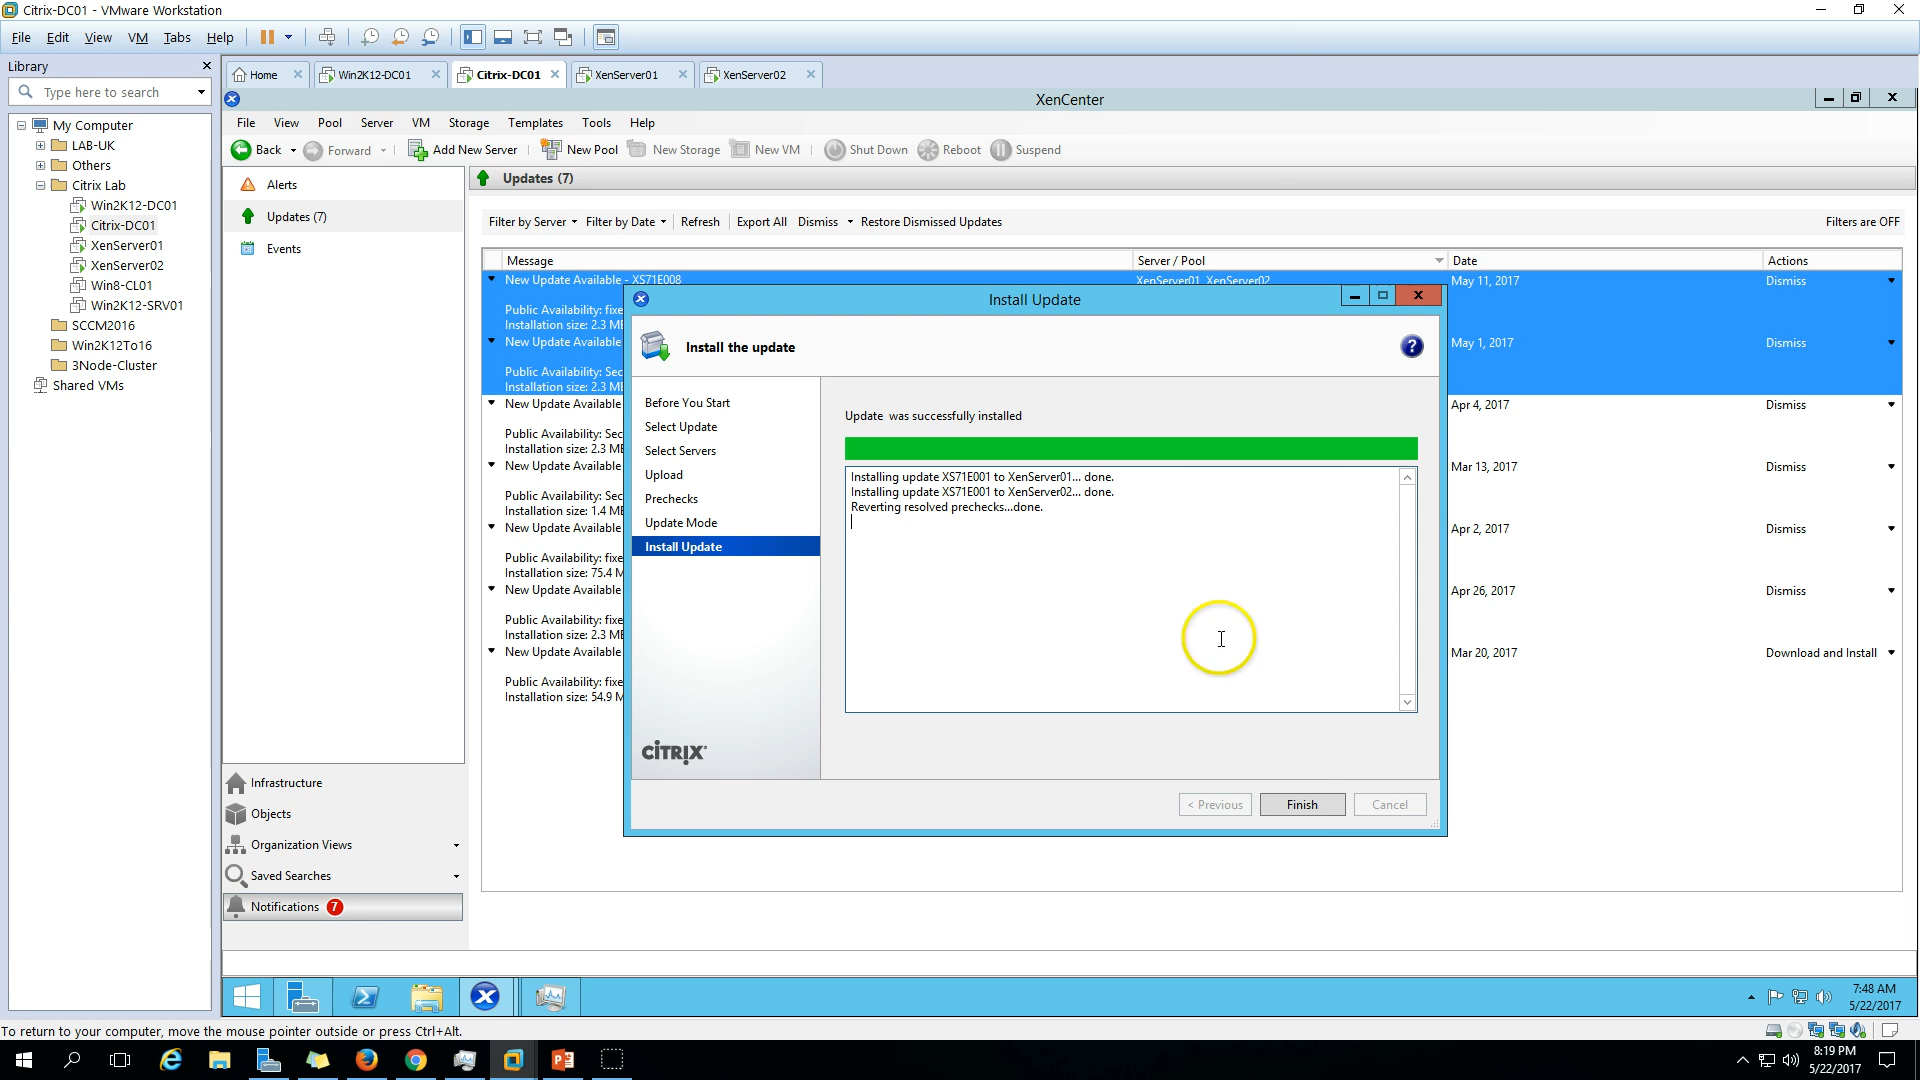 Citrix-DC01 - VMware Workstation
File Edit View VM Tabs Help
Library
Type here to search
My Computer
LAB-UK
Others
Citrix Lab
Win2K12-DC01
Citrix-DC01
XenServer01
XenServer02
Win8-CL01
Win2K12-SRV01
SCCM2016
Win2K12To16
3Node-Cluster
Shared VMs
Home Win2K12-DC01 Citrix-DC01 XenServer01 XenServer02
XenCenter
File View Pool Server VM Storage Templates Tools Help
Back Forward Add New Server New Pool New Storage New VM Shut Down Reboot Suspend
Alerts
Updates (7)
Events
Infrastructure
Objects
Organization Views
Saved Searches
Notifications 7
Updates (7)
Filter by Server Filter by Date Refresh Export All Dismiss Restore Dismissed Updates Filters are OFF
Message Server / Pool Date Actions
New Update Available - XS71E008 XenServer01, XenServer02 May 11, 2017 Dismiss
Public Availability: fixe
Installation size: 2.3 ME
New Update Available May 1, 2017 Dismiss
Public Availability: Sec
Installation size: 2.3 ME
New Update Available Apr 4, 2017 Dismiss
Public Availability: Sec
Installation size: 2.3 ME
New Update Available Mar 13, 2017 Dismiss
Public Availability: Sec
Installation size: 1.4 ME
New Update Available Apr 2, 2017 Dismiss
Public Availability: fixe
Installation size: 75.4 M
New Update Available Apr 26, 2017 Dismiss
Public Availability: fixe
Installation size: 2.3 ME
New Update Available Mar 20, 2017 Download and Install
Public Availability: fixe
Installation size: 54.9 M
Install Update
Install the update
?
Before You Start
Select Update
Select Servers
Upload
Prechecks
Update Mode
Install Update
CITRIX
Update was successfully installed
Installing update XS71E001 to XenServer01... done.
Installing update XS71E001 to XenServer02... done.
Reverting resolved prechecks...done.
< Previous Finish Cancel
7:48 AM
5/22/2017
To return to your computer, move the mouse pointer outside or press Ctrl+Alt.
8:19 PM
5/22/2017